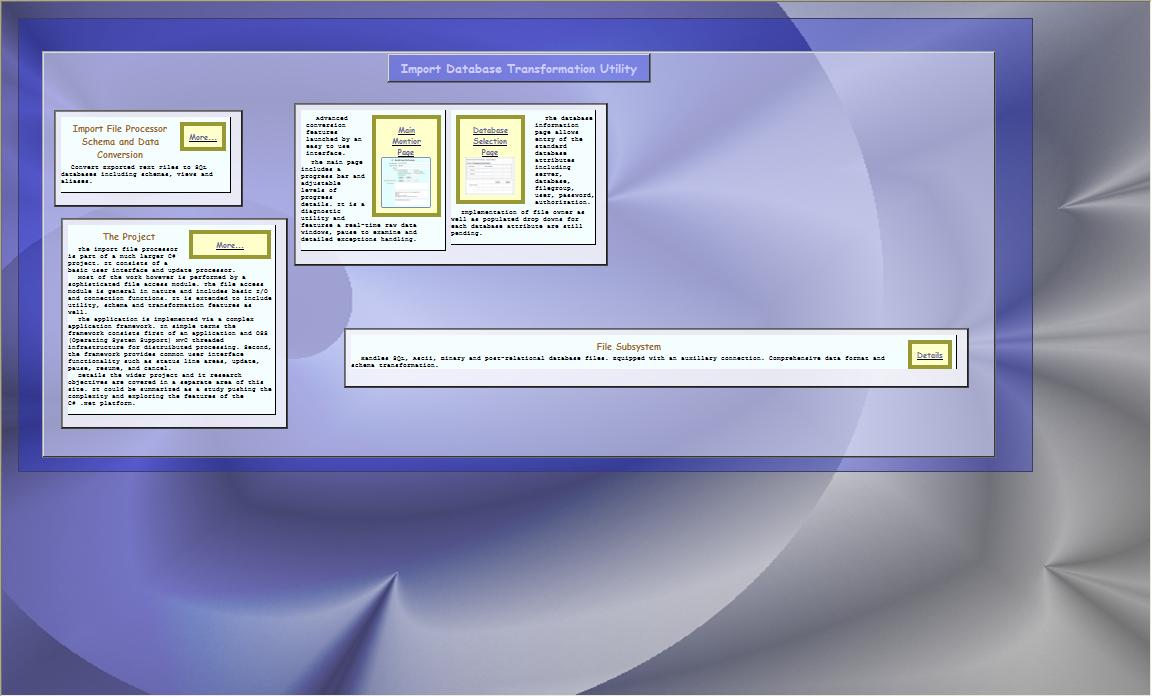 Import Database Transformation Utility
Import File Processor
Schema and Data
Conversion
More...
Convert exported text files to SQL
databases including schemas, views and
aliases.
The Project
More...
The import file processor
is part of a much larger C#
project. It consists of a
basic user interface and update processor.
Most of the work however is performed by a
sophisticated file access module. The file access
module is general in nature and includes basic I/O
and connection functions. It is extended to include
utility, schema and transformation features as
well.
The application is implemented via a complex
application framework. In simple terms the
framework consists first of an application and OSS
(Operating System Support) MVC threaded
infrastructure for distributed processing. Second,
the framework provides common user interface
functionality such as status line areas, update,
pause, resume, and cancel.
Details the wider project and it research
objectives are covered in a separate area of this
site. It could be summarized as a study pushing the
complexity and exploring the features of the
C# .Net platform.
Advanced
conversion
features
launched by an
easy to use
interface.
The main page
includes a
progress bar and
adjustable
levels of
progress
details. It is a
diagnostic
utility and
features a real-time raw data
windows, pause to examine and
detailed exceptions handling.
Main
Montior
Page
Database
Selection
Page
The database
information
page allows
entry of the
standard
database
attributes
including
server,
database,
filegroup,
user, password,
authorization.
Implementation of file owner as
well as populated drop downs for
each database attribute are still
pending.
File Subsystem
Handles SQL, Ascii, Binary and post-relational database files. Equipped with an auxillary connection. Comprehensive data format and
schema transformation.
Details